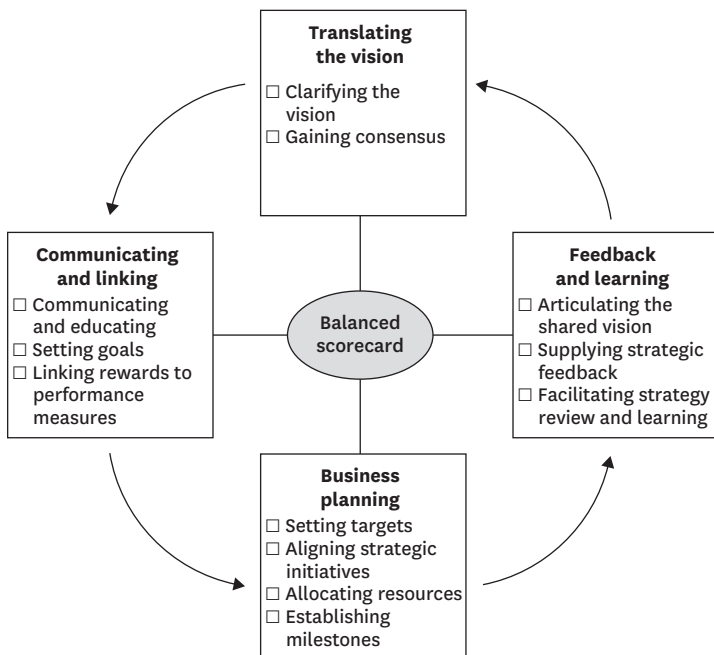 Translating
the vision
☐ Clarifying the
vision
☐ Gaining consensus
Communicating
and linking
☐ Communicating
and educating
☐ Setting goals
☐ Linking rewards to
performance
measures
Balanced
scorecard
Feedback
and learning
☐ Articulating the
shared vision
☐ Supplying strategic
feedback
☐ Facilitating strategy
review and learning
Business
planning
☐ Setting targets
☐ Aligning strategic
initiatives
☐ Allocating resources
☐ Establishing
milestones